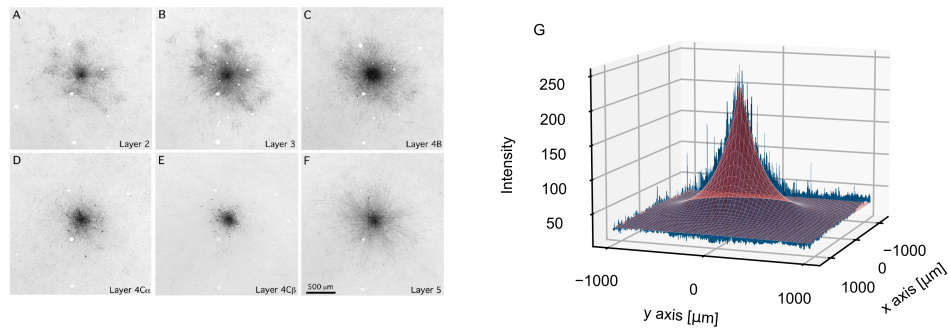 A
B
C
Layer 2
Layer 3
Layer 4B
D
E
F
Layer 4Cα
Layer 4Cβ
500 µm
Layer 5
G
250
200
150
100
50
Intensity
−1000
0
1000
y axis [µm]
−1000
0
1000
x axis [µm]